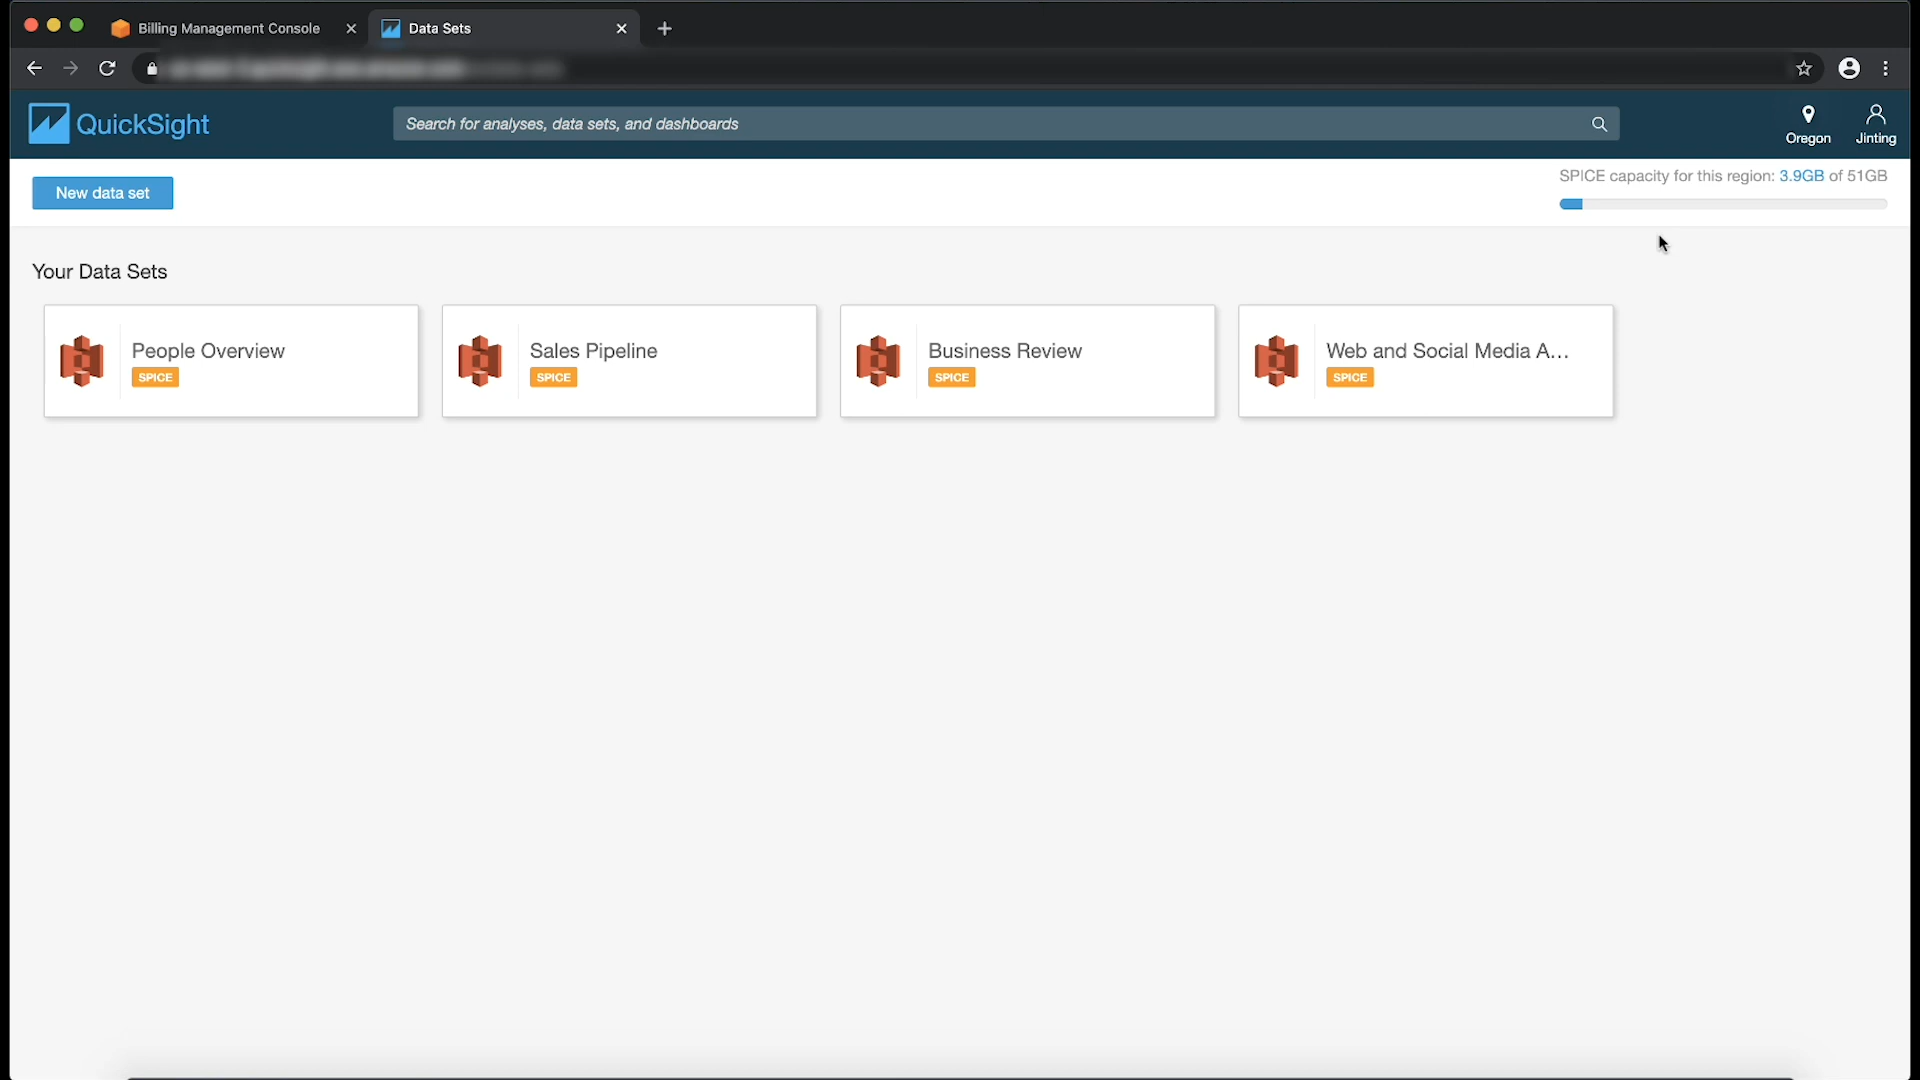 Billing Management Console
Data Sets
QuickSight
Search for analyses, data sets, and dashboards
Oregon
Jinting
New data set
SPICE capacity for this region: 3.9GB of 51GB
Your Data Sets
People Overview
SPICE
Sales Pipeline
SPICE
Business Review
SPICE
Web and Social Media A...
SPICE